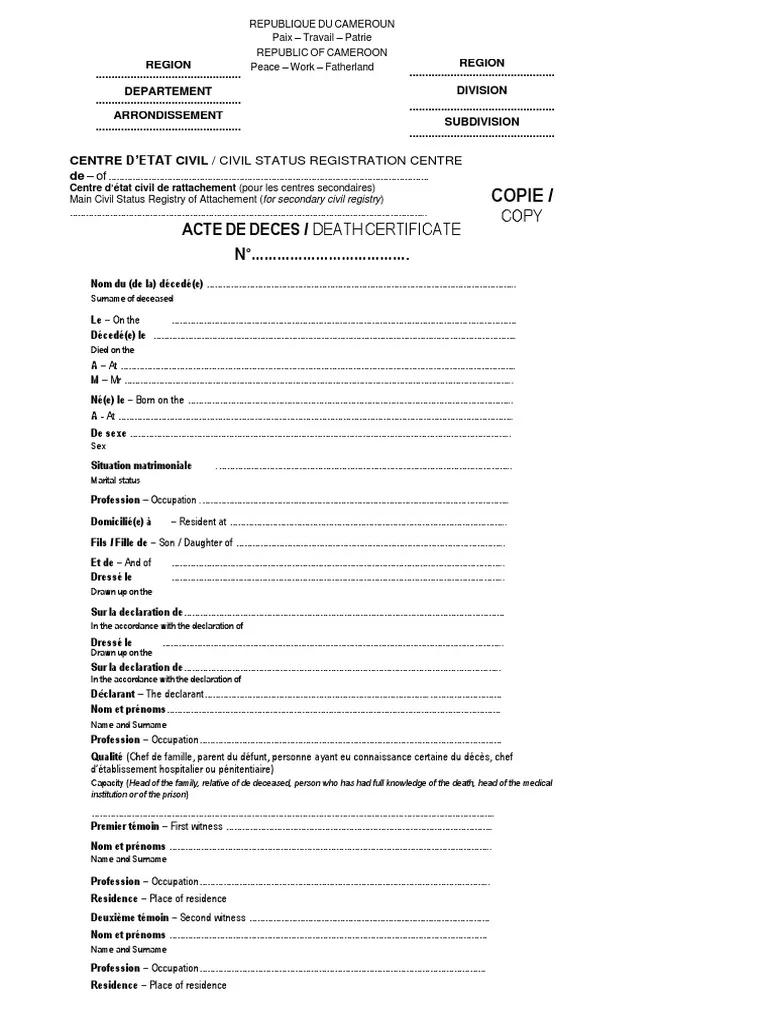 REPUBLIQUE DU CAMEROUN
Paix – Travail – Patrie
REPUBLIC OF CAMEROON
Peace – Work – Fatherland
REGION
DEPARTEMENT
ARRONDISSEMENT
REGION
DIVISION
SUBDIVISION
CENTRE D'ETAT CIVIL / CIVIL STATUS REGISTRATION CENTRE
de – of ....................
Centre d'état civil de rattachement (pour les centres secondaires)
Main Civil Status Registry of Attachement (for secondary civil registry)
COPIE /
COPY
ACTE DE DECES / DEATH CERTIFICATE
N°....................
Nom du (de la) décedé(e) ....................
Surname of deceased
Le – On the ....................
Décedé(e) le ....................
Died on the
A – At ....................
M – Mr ....................
Né(e) le – Born on the ....................
A - At ....................
De sexe ....................
Sex
Situation matrimoniale ....................
Marital status
Profession – Occupation ....................
Domicilié(e) à – Resident at ....................
Fils / Fille de – Son / Daughter of ....................
Et de – And of ....................
Dressé le ....................
Drawn up on the
Sur la declaration de....................
In the accordance with the declaration of
Dressé le ....................
Drawn up on the
Sur la declaration de....................
In the accordance with the declaration of
Déclarant – The declarant....................
Nom et prénoms....................
Name and Surname
Profession – Occupation....................
Qualité (Chef de famille, parent du défunt, personne ayant eu connaissance certaine du décès, chef
d'établissement hospitalier ou pénitentiaire)
Capacity (Head of the family, relative of de deceased, person who has had full knowledge of the death, head of the medical
institution or of the prison)
....................
Premier témoin – First witness ....................
Nom et prénoms ....................
Name and Surname
Profession – Occupation....................
Residence – Place of residence
Deuxième témoin – Second witness ....................
Nom et prénoms ....................
Name and Surname
Profession – Occupation....................
Residence – Place of residence